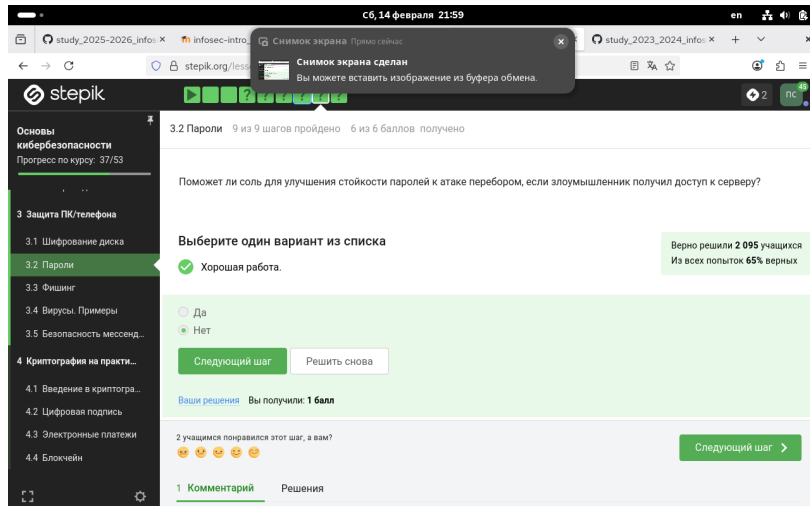 Сб, 14 февраля 21:59
en
study_2025-2026_infos
infosec-intro_
Снимок экрана Прямо сейчас
Снимок экрана сделан
Вы можете вставить изображение из буфера обмена.
study_2023_2024_infos
stepik.org/less
stepik
2
ПС
45
Основы
кибербезопасности
Прогресс по курсу: 37/53
3.2 Пароли 9 из 9 шагов пройдено 6 из 6 баллов получено
Поможет ли соль для улучшения стойкости паролей к атаке перебором, если злоумышленник получил доступ к серверу?
3 Защита ПК/телефона
3.1 Шифрование диска
3.2 Пароли
3.3 Фишинг
3.4 Вирусы. Примеры
3.5 Безопасность мессенд...
4 Криптография на практи...
4.1 Введение в криптогра...
4.2 Цифровая подпись
4.3 Электронные платежи
4.4 Блокчейн
Выберите один вариант из списка
Хорошая работа.
Верно решили 2 095 учащихся
Из всех попыток 65% верных
Да
Нет
Следующий шаг
Решить снова
Ваши решения Вы получили: 1 балл
2 учащимся понравился этот шаг, а вам?
Следующий шаг
1 Комментарий
Решения